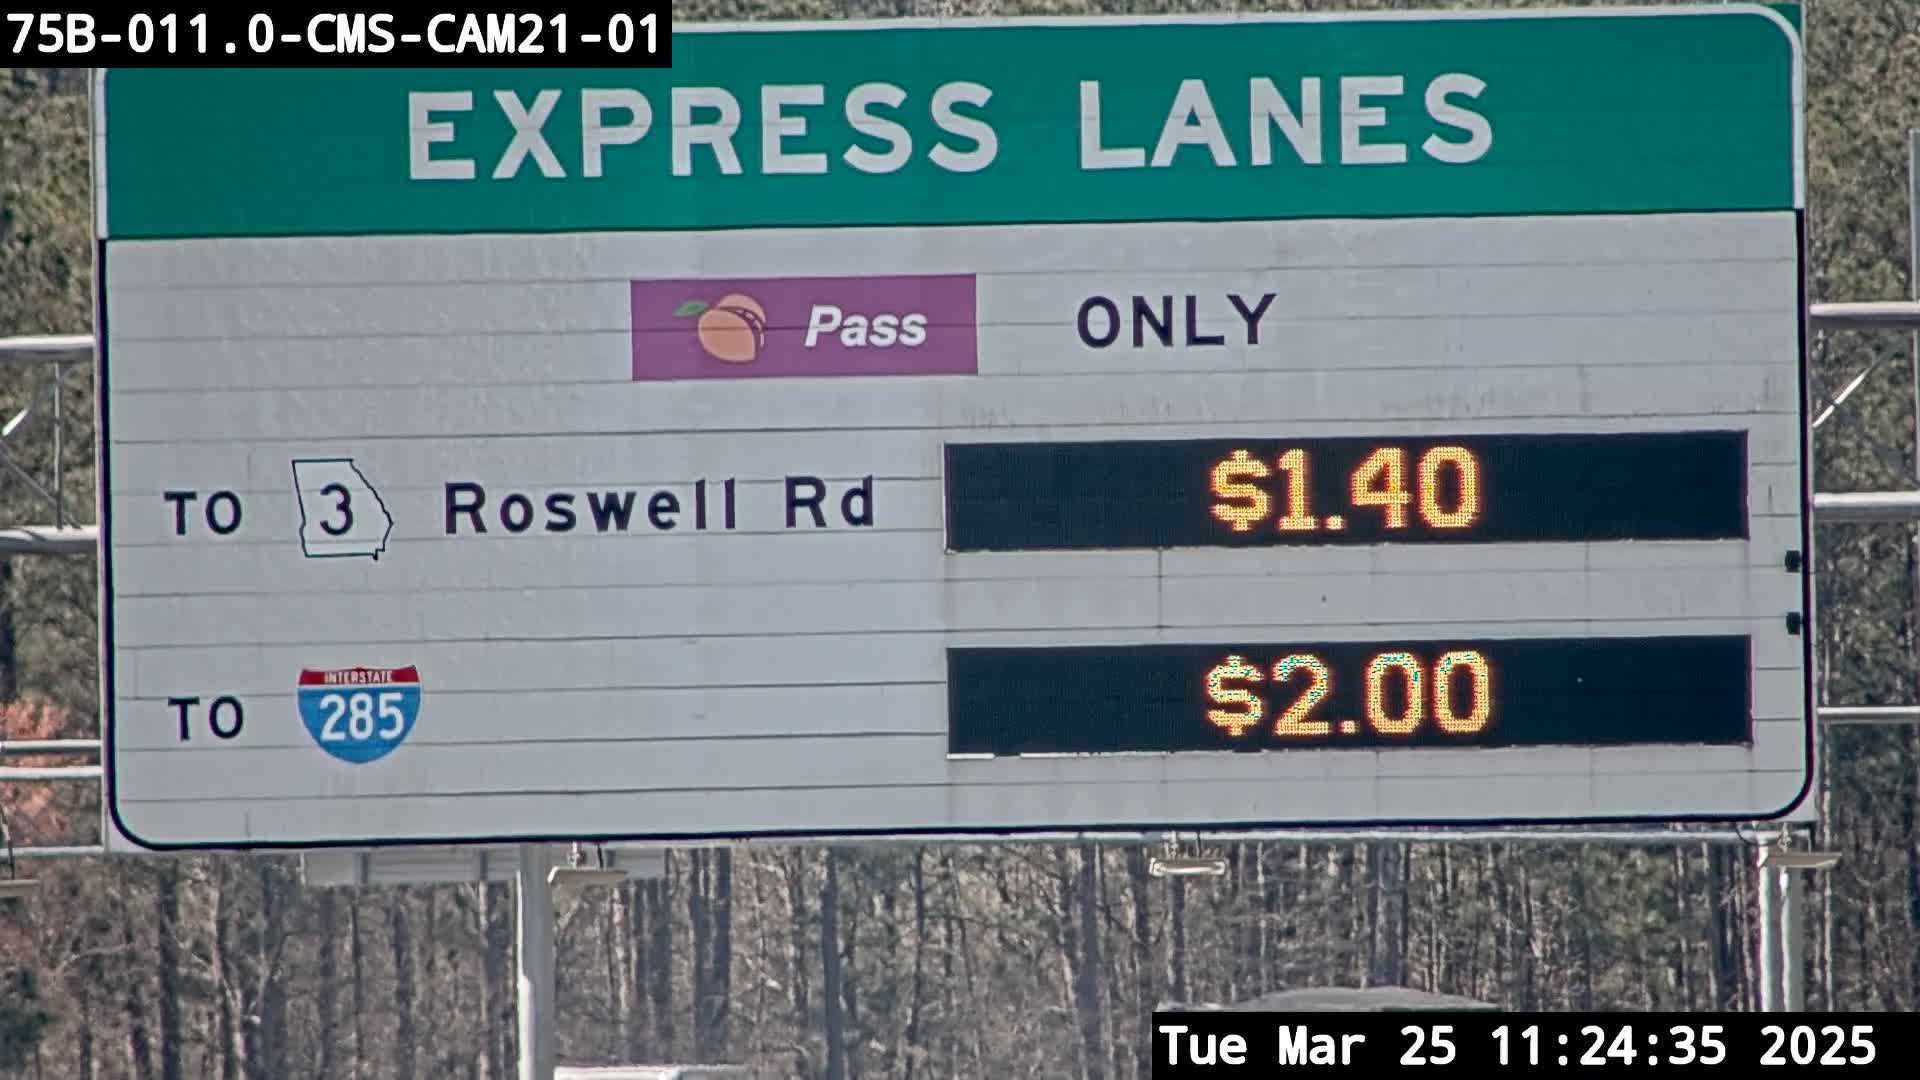 75B-011.0-CMS-CAM21-01
EXPRESS LANES
Pass ONLY
TO 3 Roswell Rd $1.40
TO INTERSTATE 285 $2.00
Tue Mar 25 11:24:35 2025